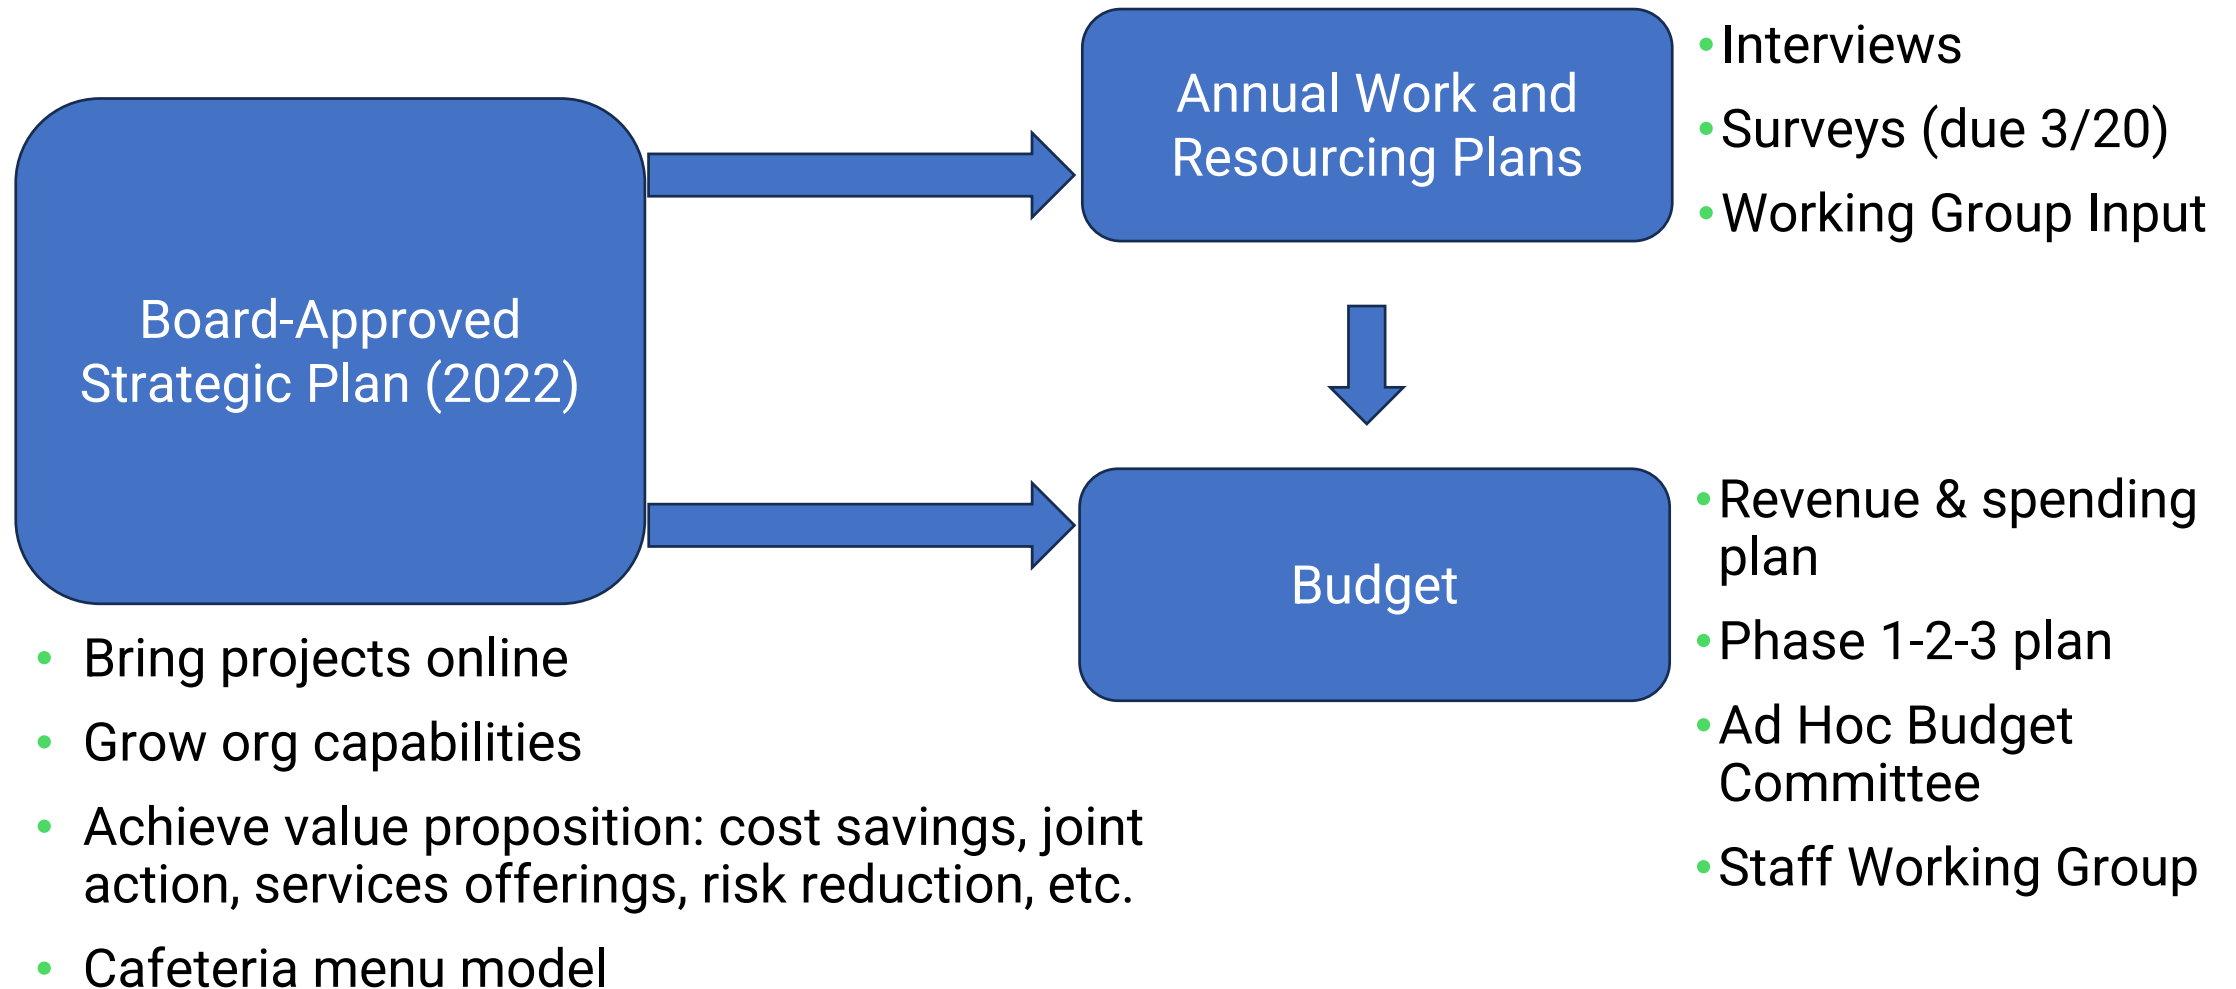 Board-Approved
Strategic Plan (2022)
• Bring projects online
• Grow org capabilities
• Achieve value proposition: cost savings, joint
action, services offerings, risk reduction, etc.
• Cafeteria menu model
Annual Work and
Resourcing Plans
• Interviews
• Surveys (due 3/20)
• Working Group Input
Budget
• Revenue & spending
plan
• Phase 1-2-3 plan
• Ad Hoc Budget
Committee
• Staff Working Group